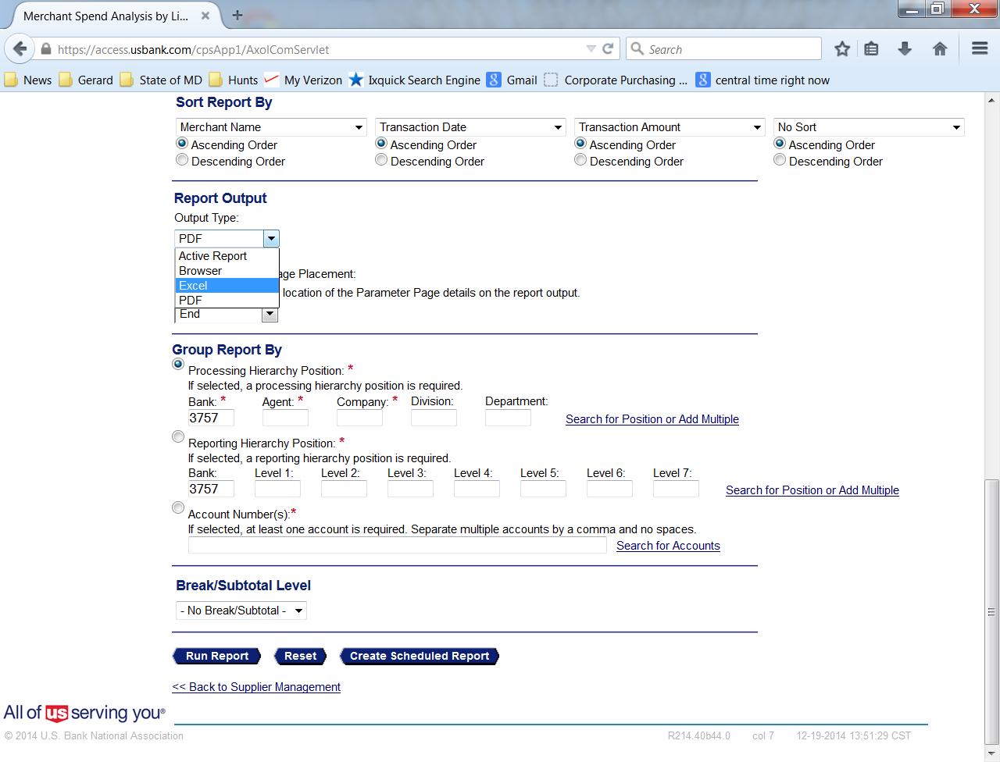 Merchant Spend Analysis by Li...
https://access.usbank.com/cpsApp1/AxolComServlet
Search
News Gerard State of MD Hunts My Verizon Ixquick Search Engine Gmail Corporate Purchasing ... central time right now
Sort Report By
Merchant Name Transaction Date Transaction Amount No Sort
Ascending Order Ascending Order Ascending Order Ascending Order
Descending Order Descending Order Descending Order Descending Order
Report Output
Output Type:
PDF
Active Report
Browser
age Placement:
Excel
location of the Parameter Page details on the report output.
PDF
End
Group Report By
Processing Hierarchy Position: *
If selected, a processing hierarchy position is required.
Bank: * Agent: * Company: * Division: Department:
3757 Search for Position or Add Multiple
Reporting Hierarchy Position: *
If selected, a reporting hierarchy position is required.
Bank: Level 1: Level 2: Level 3: Level 4: Level 5: Level 6: Level 7:
3757 Search for Position or Add Multiple
Account Number(s):*
If selected, at least one account is required. Separate multiple accounts by a comma and no spaces.
Search for Accounts
Break/Subtotal Level
- No Break/Subtotal -
Run Report Reset Create Scheduled Report
<< Back to Supplier Management
All of us serving you®
© 2014 U.S. Bank National Association R214.40b44.0 col 7 12-19-2014 13:51:29 CST